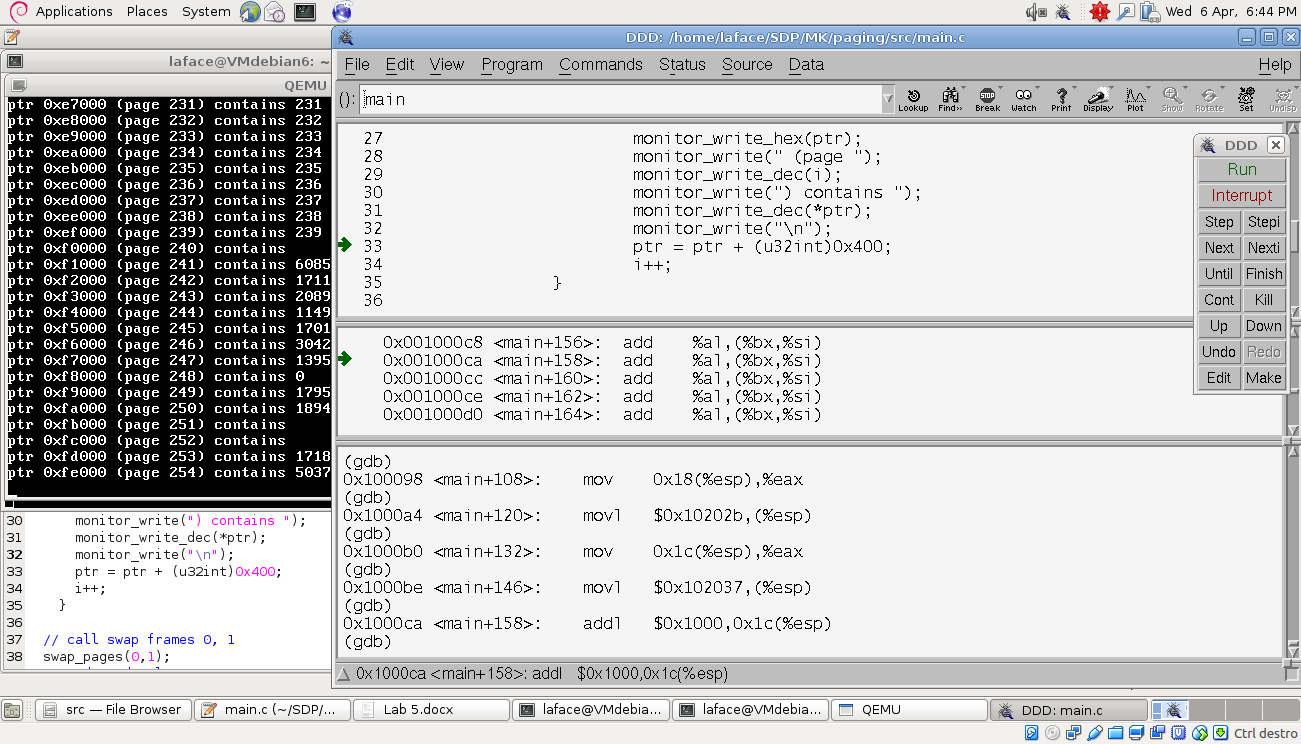 Applications Places System Wed 6 Apr, 6:44 PM
DDD: /home/laface/SDP/MK/paging/src/main.c
laface@VMdebian6: ~
QEMU
ptr 0xe7000 (page 231) contains 231
ptr 0xe8000 (page 232) contains 232
ptr 0xe9000 (page 233) contains 233
ptr 0xea000 (page 234) contains 234
ptr 0xeb000 (page 235) contains 235
ptr 0xec000 (page 236) contains 236
ptr 0xed000 (page 237) contains 237
ptr 0xee000 (page 238) contains 238
ptr 0xef000 (page 239) contains 239
ptr 0xf0000 (page 240) contains
ptr 0xf1000 (page 241) contains 6085
ptr 0xf2000 (page 242) contains 1711
ptr 0xf3000 (page 243) contains 2089
ptr 0xf4000 (page 244) contains 1149
ptr 0xf5000 (page 245) contains 1701
ptr 0xf6000 (page 246) contains 3042
ptr 0xf7000 (page 247) contains 1395
ptr 0xf8000 (page 248) contains 0
ptr 0xf9000 (page 249) contains 1795
ptr 0xfa000 (page 250) contains 1894
ptr 0xfb000 (page 251) contains
ptr 0xfc000 (page 252) contains
ptr 0xfd000 (page 253) contains 1718
ptr 0xfe000 (page 254) contains 5037
30 monitor_write(") contains ");
31 monitor_write_dec(*ptr);
32 monitor_write("\n");
33 ptr = ptr + (u32int)0x400;
34 i++;
35 }
36
37 // call swap frames 0, 1
38 swap_pages(0,1);
File Edit View Program Commands Status Source Data Help
(): main
Lookup Find>> Break Watch Print Display Plot Show Rotate Set Undisp
STOP
27 monitor_write_hex(ptr);
28 monitor_write(" (page ");
29 monitor_write_dec(i);
30 monitor_write(") contains ");
31 monitor_write_dec(*ptr);
32 monitor_write("\n");
33 ptr = ptr + (u32int)0x400;
34 i++;
35 }
36
0x001000c8 <main+156>: add %al,(%bx,%si)
0x001000ca <main+158>: add %al,(%bx,%si)
0x001000cc <main+160>: add %al,(%bx,%si)
0x001000ce <main+162>: add %al,(%bx,%si)
0x001000d0 <main+164>: add %al,(%bx,%si)
(gdb)
0x100098 <main+108>: mov 0x18(%esp),%eax
(gdb)
0x1000a4 <main+120>: movl $0x10202b,(%esp)
(gdb)
0x1000b0 <main+132>: mov 0x1c(%esp),%eax
(gdb)
0x1000be <main+146>: movl $0x102037,(%esp)
(gdb)
0x1000ca <main+158>: addl $0x1000,0x1c(%esp)
(gdb)
0x1000ca <main+158>: addl $0x1000,0x1c(%esp)
DDD
Run
Interrupt
Step Stepi
Next Nexti
Until Finish
Cont Kill
Up Down
Undo Redo
Edit Make
src — File Browser main.c (~/SDP/... Lab 5.docx laface@VMdebia... laface@VMdebia... QEMU DDD: main.c
Ctrl destro